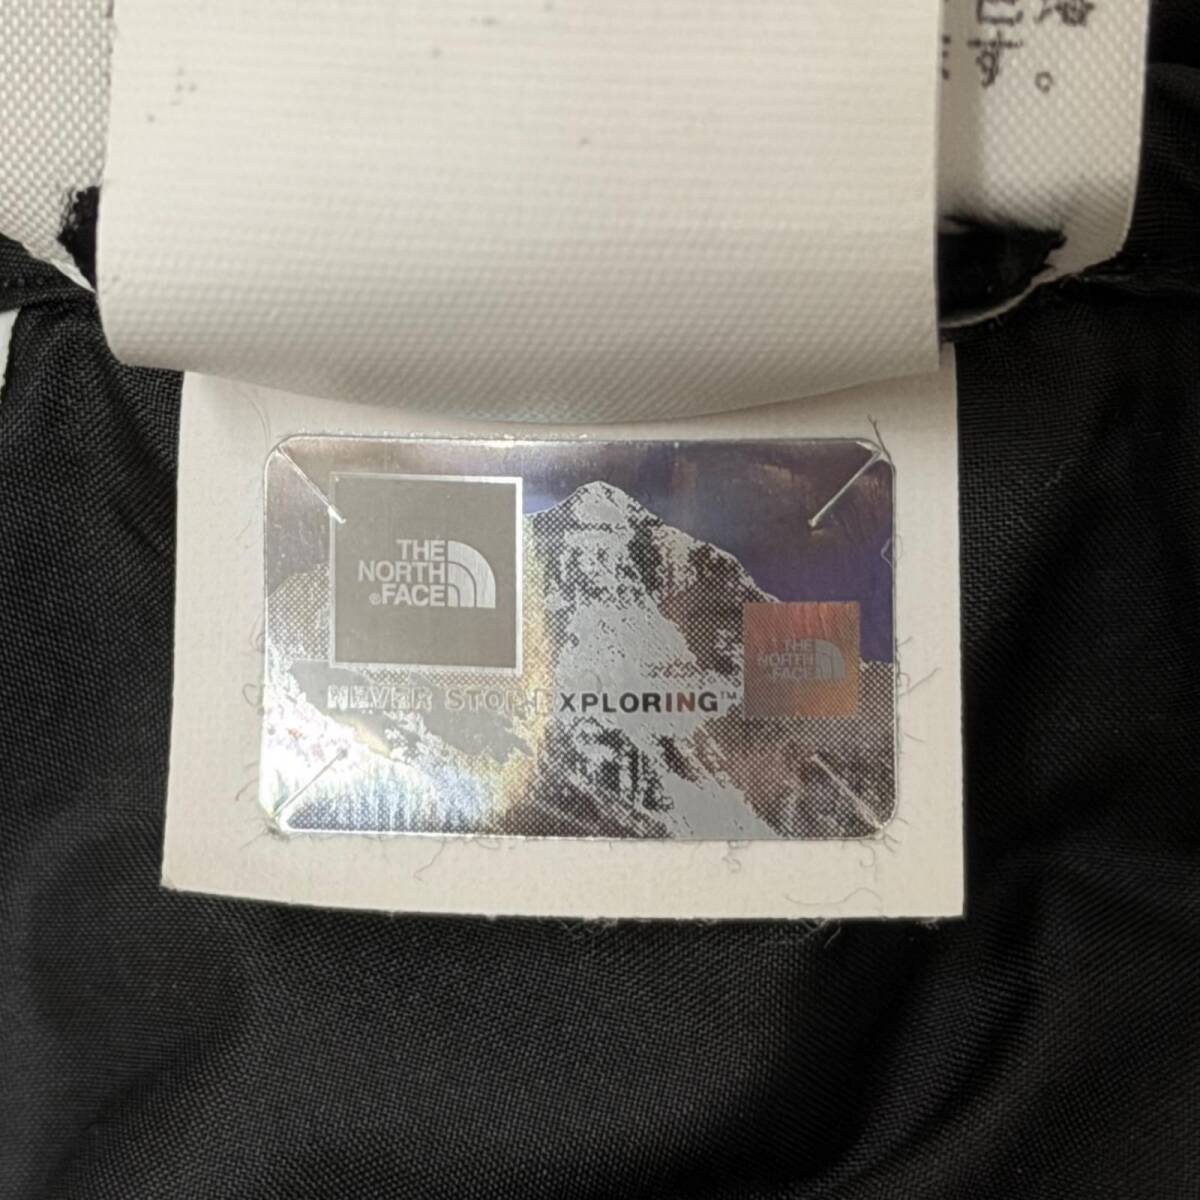 THE
NORTH
®FACE
NEVER STOP EXPLORING™
THE
NORTH
FACE